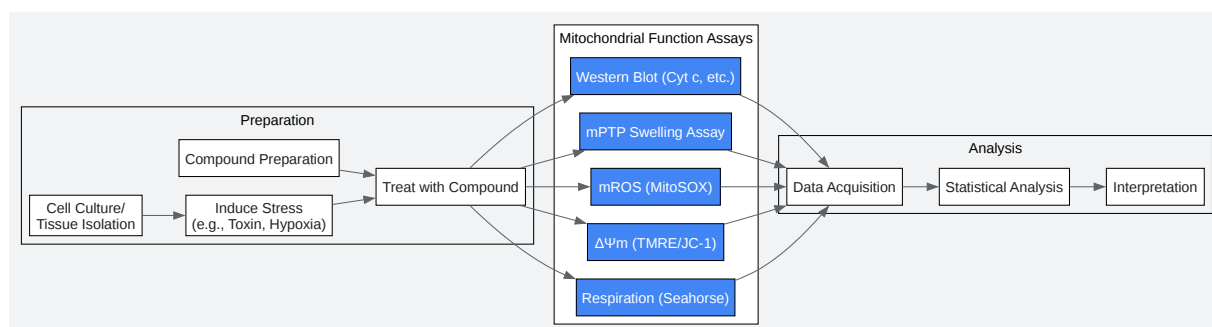 Preparation
Compound Preparation
Cell Culture/
Tissue Isolation
Induce Stress
(e.g., Toxin, Hypoxia)
Treat with Compound
Mitochondrial Function Assays
Western Blot (Cyt c, etc.)
mPTP Swelling Assay
mROS (MitoSOX)
ΔΨm (TMRE/JC-1)
Respiration (Seahorse)
Analysis
Data Acquisition
Statistical Analysis
Interpretation